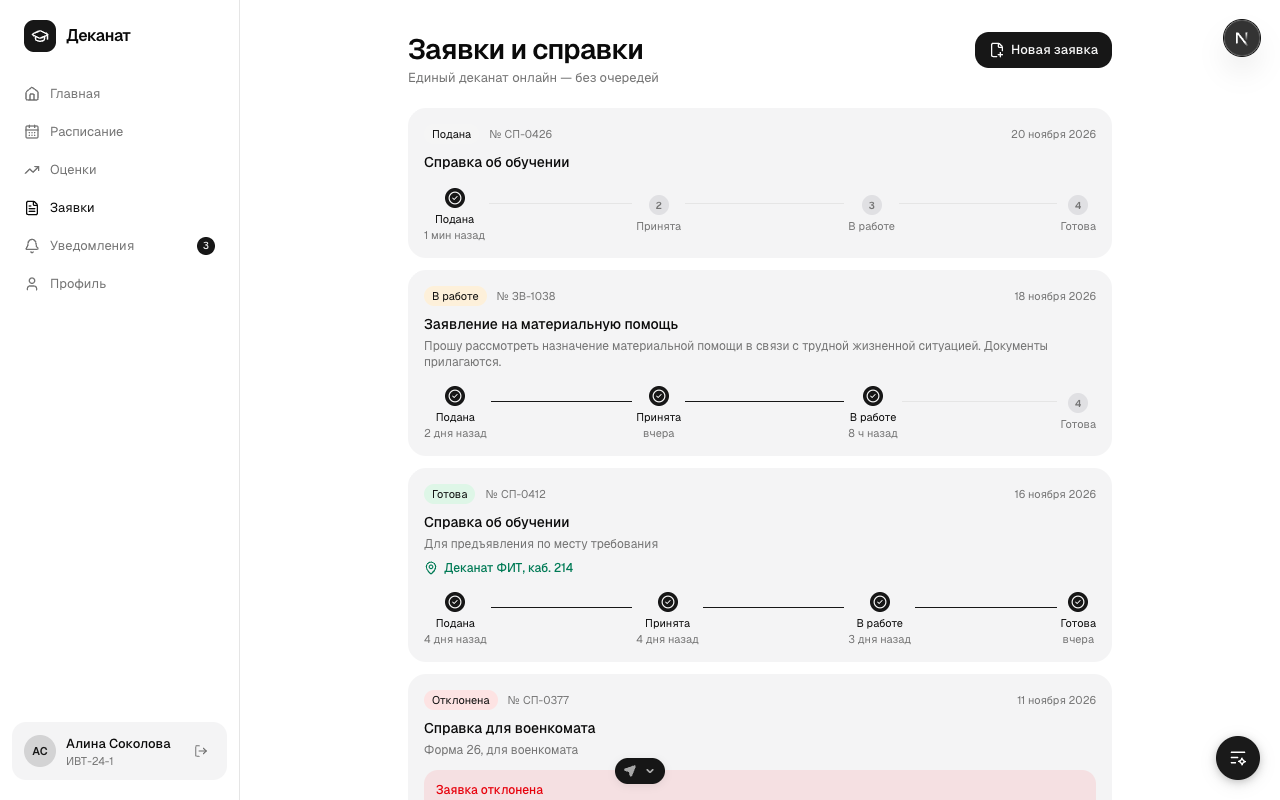 Деканат
Главная
Расписание
Оценки
Заявки
Уведомления 3
Профиль
АС
Алина Соколова
ИВТ-24-1
Заявки и справки
Единый деканат онлайн — без очередей
Новая заявка
N
Подана № СП-0426 20 ноября 2026
Справка об обучении
2 3 4
Подана Принята В работе Готова
1 мин назад
В работе № ЗВ-1038 18 ноября 2026
Заявление на материальную помощь
Прошу рассмотреть назначение материальной помощи в связи с трудной жизненной ситуацией. Документы
прилагаются.
4
Подана Принята В работе Готова
2 дня назад вчера 8 ч назад
Готова № СП-0412 16 ноября 2026
Справка об обучении
Для предъявления по месту требования
Деканат ФИТ, каб. 214
Подана Принята В работе Готова
4 дня назад 4 дня назад 3 дня назад вчера
Отклонена № СП-0377 11 ноября 2026
Справка для военкомата
Форма 26, для военкомата
Заявка отклонена